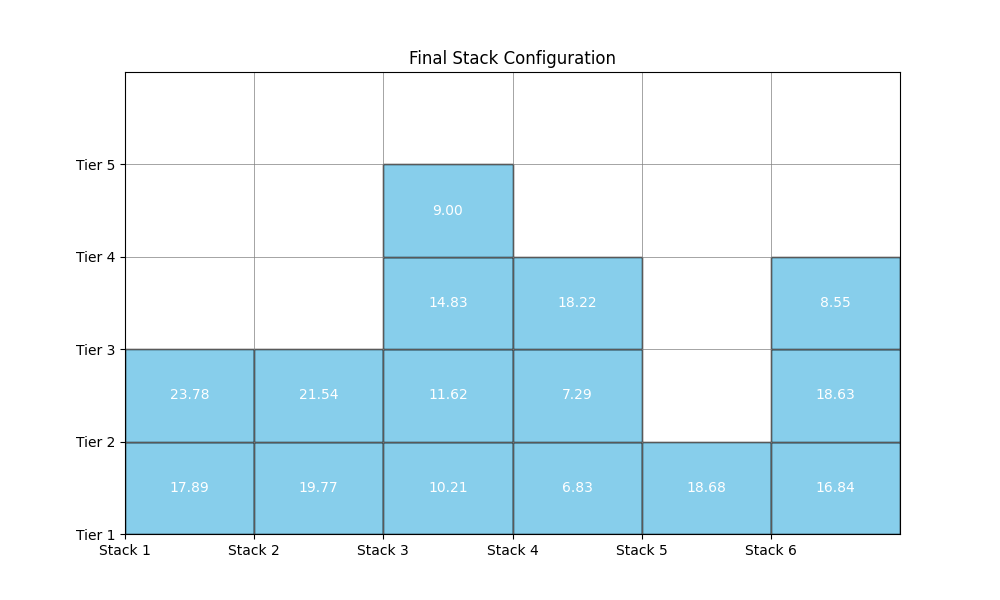 Final Stack Configuration
Tier 5
9.00
Tier 4
14.83 18.22 8.55
Tier 3
23.78 21.54 11.62 7.29 18.63
Tier 2
17.89 19.77 10.21 6.83 18.68 16.84
Tier 1
Stack 1 Stack 2 Stack 3 Stack 4 Stack 5 Stack 6